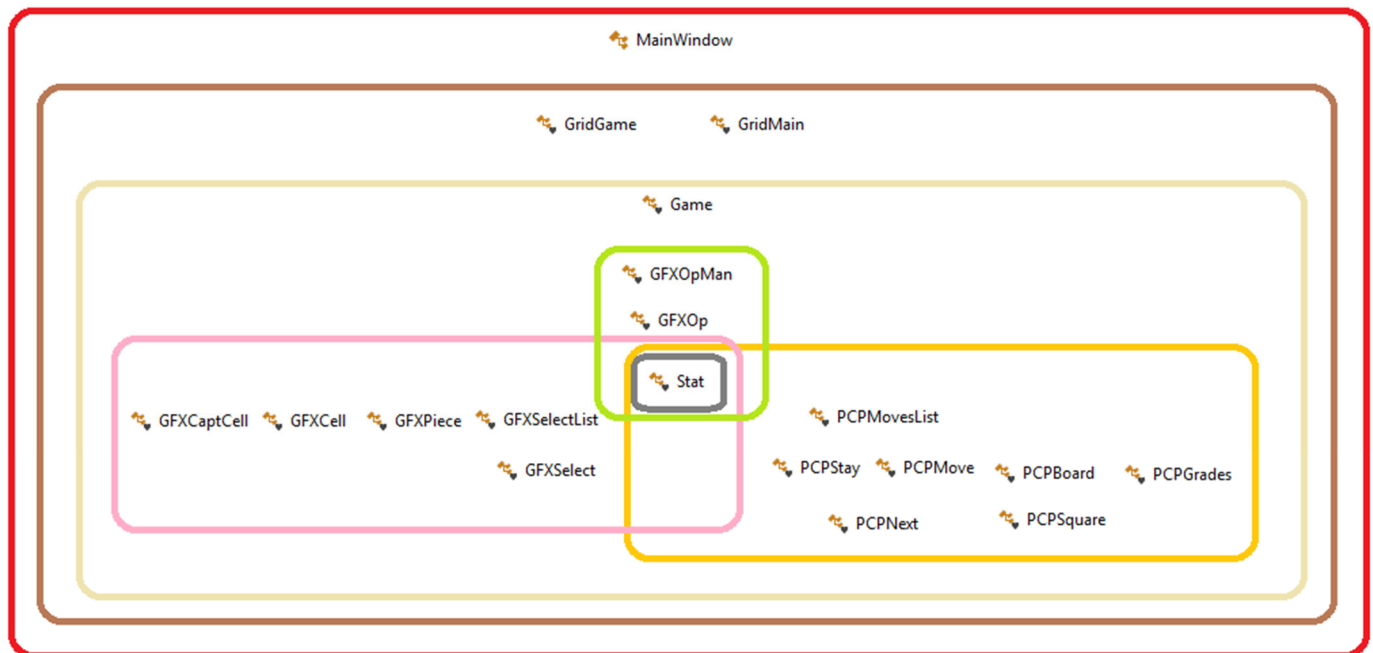 MainWindow
GridGame GridMain
Game
GFXOpMan
GFXOp
Stat
GFXCaptCell GFXCell GFXPiece GFXSelectList PCPMovesList
GFXSelect PCPStay PCPMove PCPBoard PCPGrades
PCPNext PCPSquare